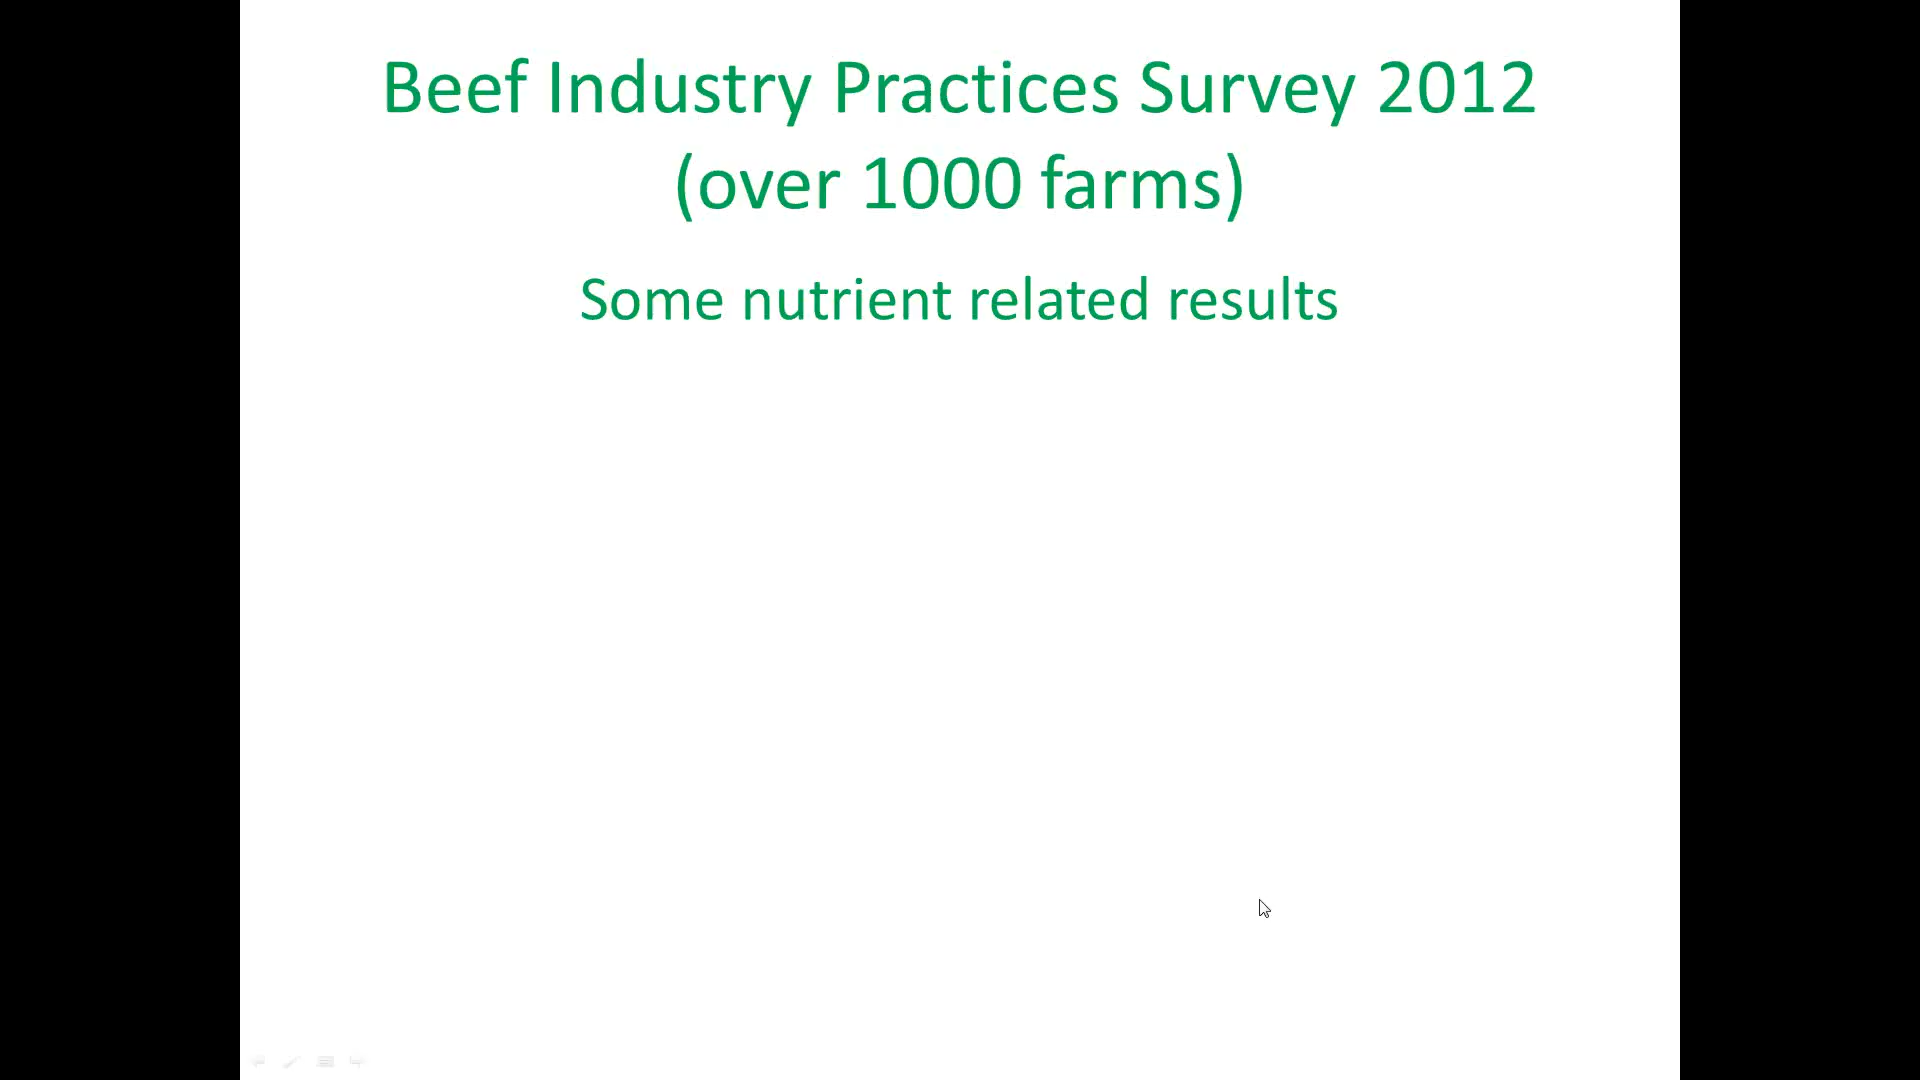 Beef Industry Practices Survey 2012
(over 1000 farms)
Some nutrient related results